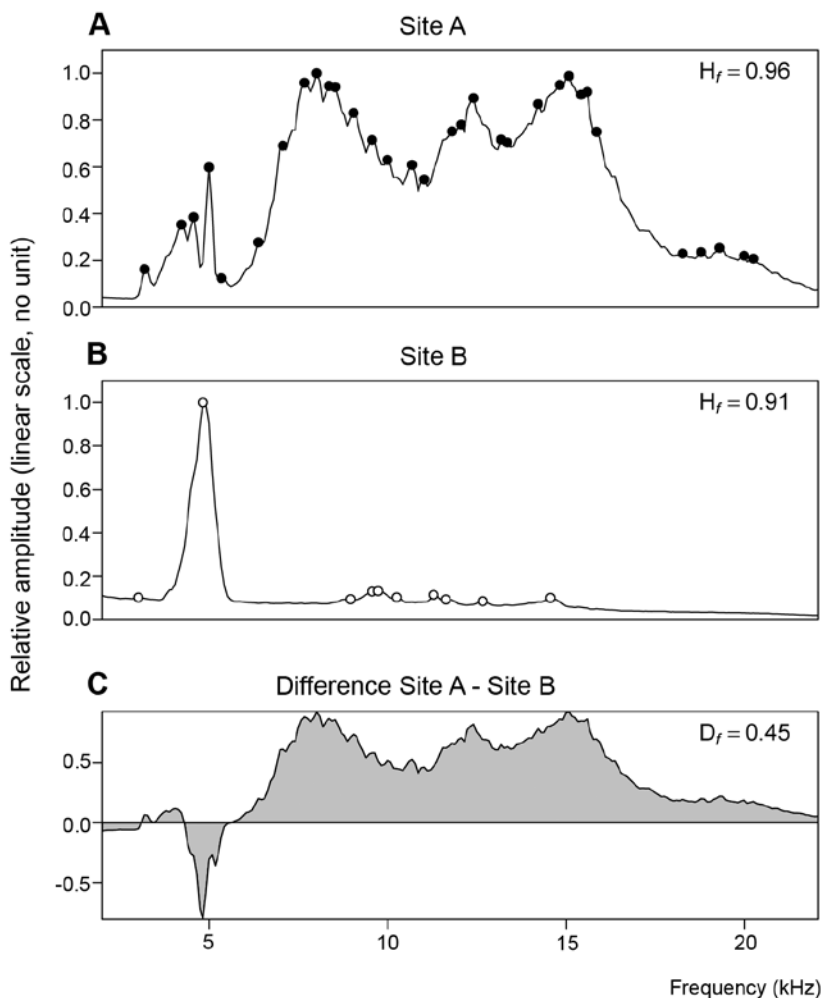 A
Site A
H_f = 0.96
1.0
0.8
0.6
0.4
0.2
0.0
B
Site B
H_f = 0.91
1.0
0.8
0.6
0.4
0.2
0.0
Relative amplitude (linear scale, no unit)
C
Difference Site A - Site B
D_f = 0.45
0.5
0.0
-0.5
5
10
15
20
Frequency (kHz)